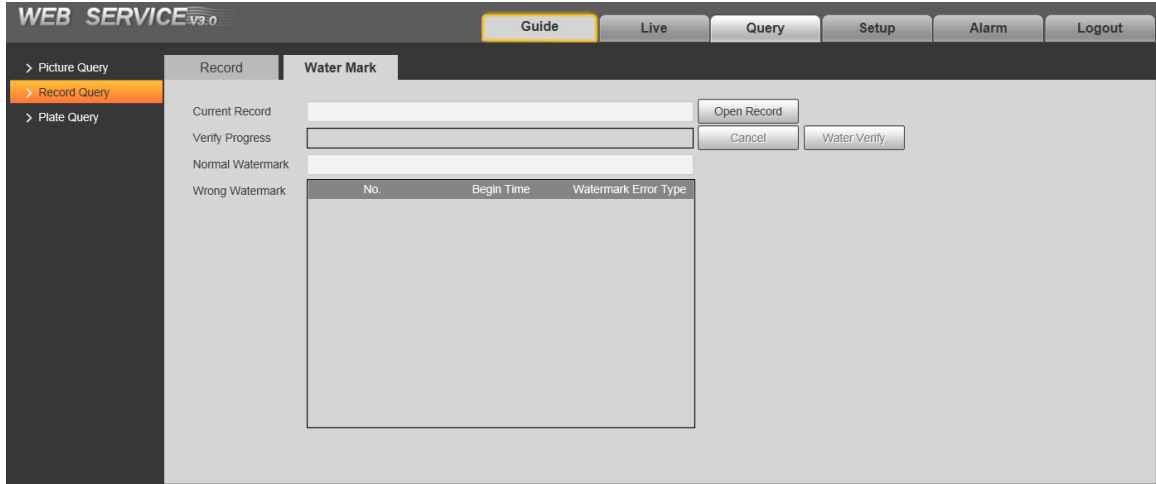 WEB SERVICE V3.0
Guide Live Query Setup Alarm Logout
> Picture Query
> Record Query
> Plate Query
Record Water Mark
Current Record Open Record
Verify Progress Cancel Water Verify
Normal Watermark
Wrong Watermark No. Begin Time Watermark Error Type